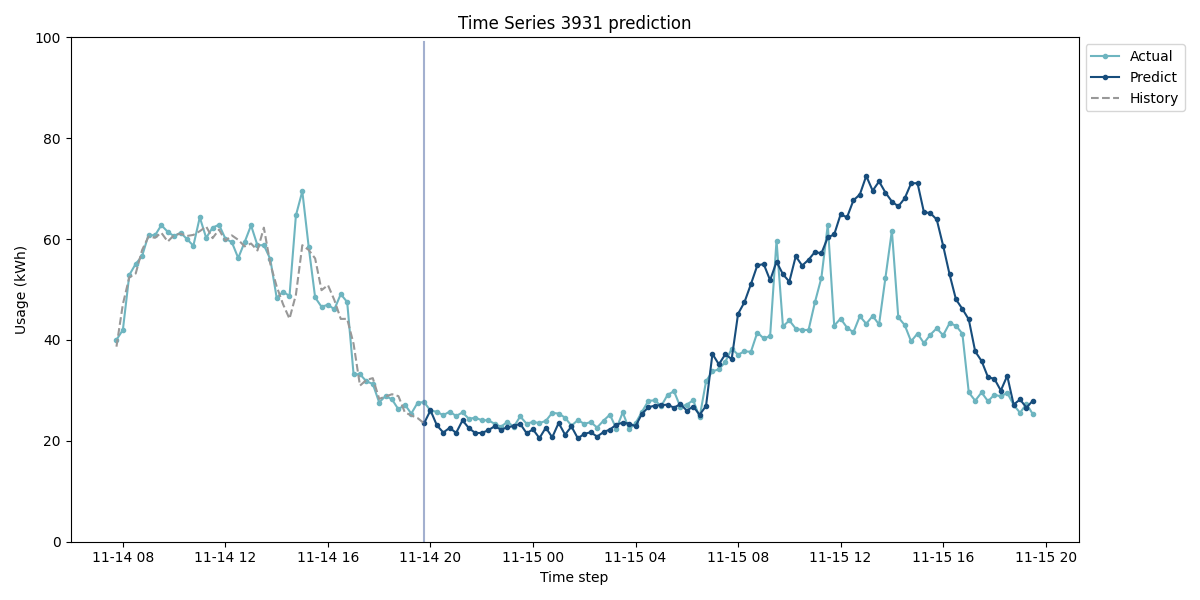 Time Series 3931 prediction
100
80
60
40
20
0
Usage (kWh)
11-14 08
11-14 12
11-14 16
11-14 20
11-15 00
11-15 04
11-15 08
11-15 12
11-15 16
11-15 20
Time step
Actual
Predict
History